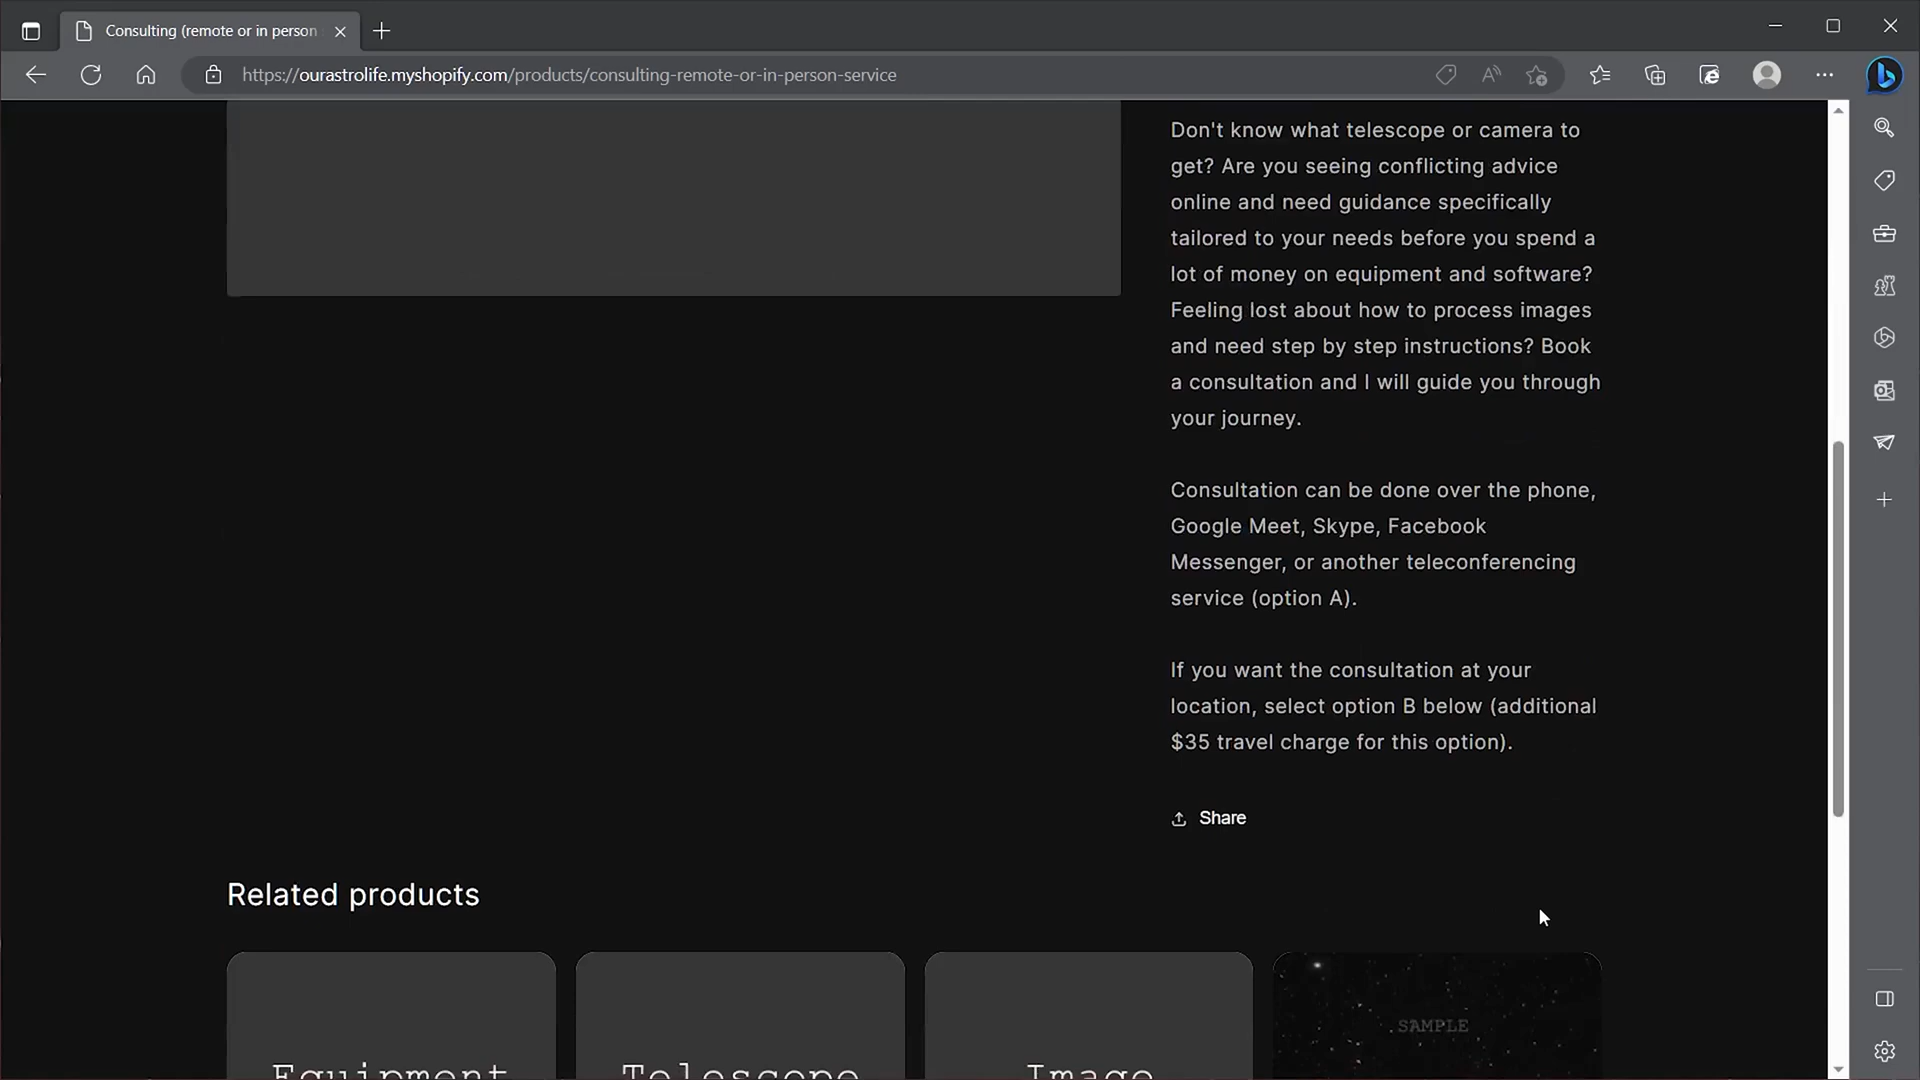 Consulting (remote or in person
https://ourastrolife.myshopify.com/products/consulting-remote-or-in-person-service
Don't know what telescope or camera to
get? Are you seeing conflicting advice
online and need guidance specifically
tailored to your needs before you spend a
lot of money on equipment and software?
Feeling lost about how to process images
and need step by step instructions? Book
a consultation and I will guide you through
your journey.
Consultation can be done over the phone,
Google Meet, Skype, Facebook
Messenger, or another teleconferencing
service (option A).
If you want the consultation at your
location, select option B below (additional
$35 travel charge for this option).
Share
Related products
SAMPLE
Equipment
Telescope
Image